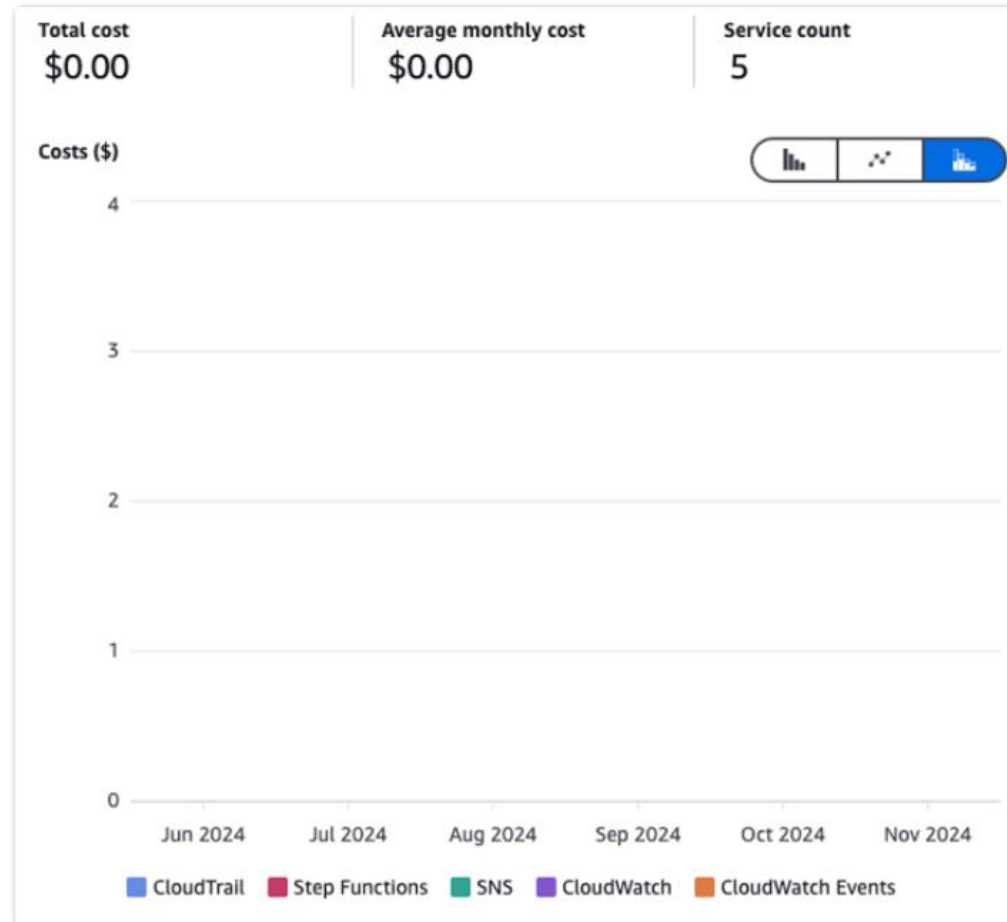 Total cost Average monthly cost Service count
$0.00 $0.00 5
Costs ($)
4
3
2
1
0
Jun 2024 Jul 2024 Aug 2024 Sep 2024 Oct 2024 Nov 2024
CloudTrail Step Functions SNS CloudWatch CloudWatch Events